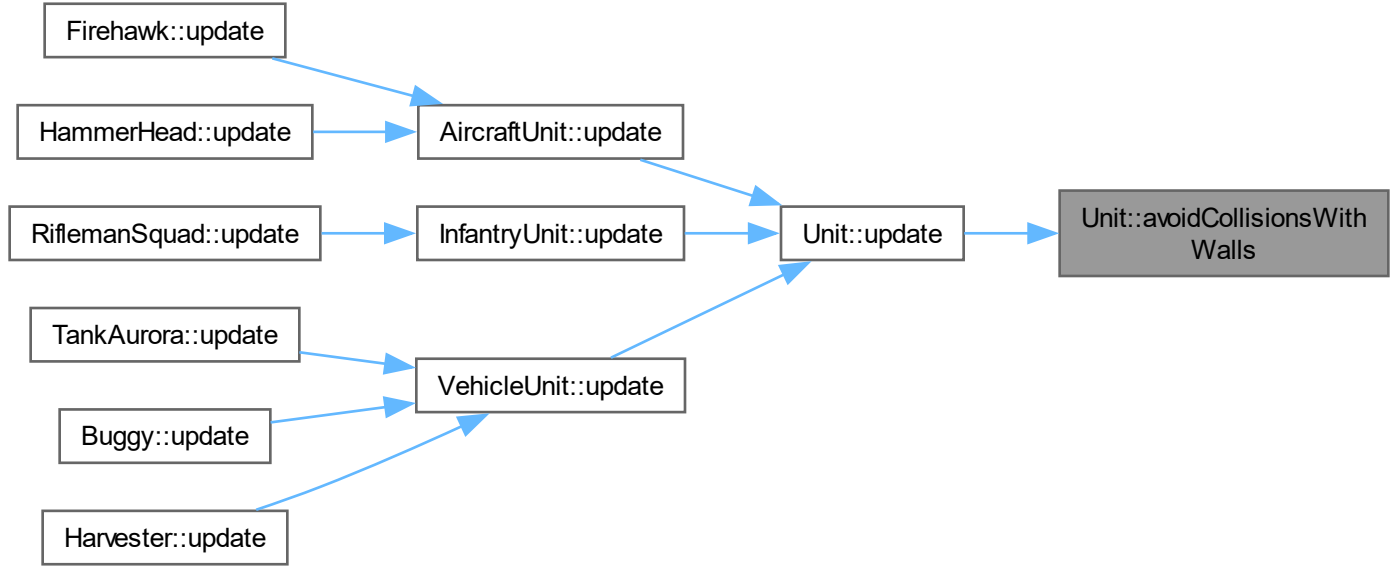 Firehawk::update
HammerHead::update
AircraftUnit::update
RiflemanSquad::update
InfantryUnit::update
Unit::update
Unit::avoidCollisionsWith
Walls
TankAurora::update
VehicleUnit::update
Buggy::update
Harvester::update